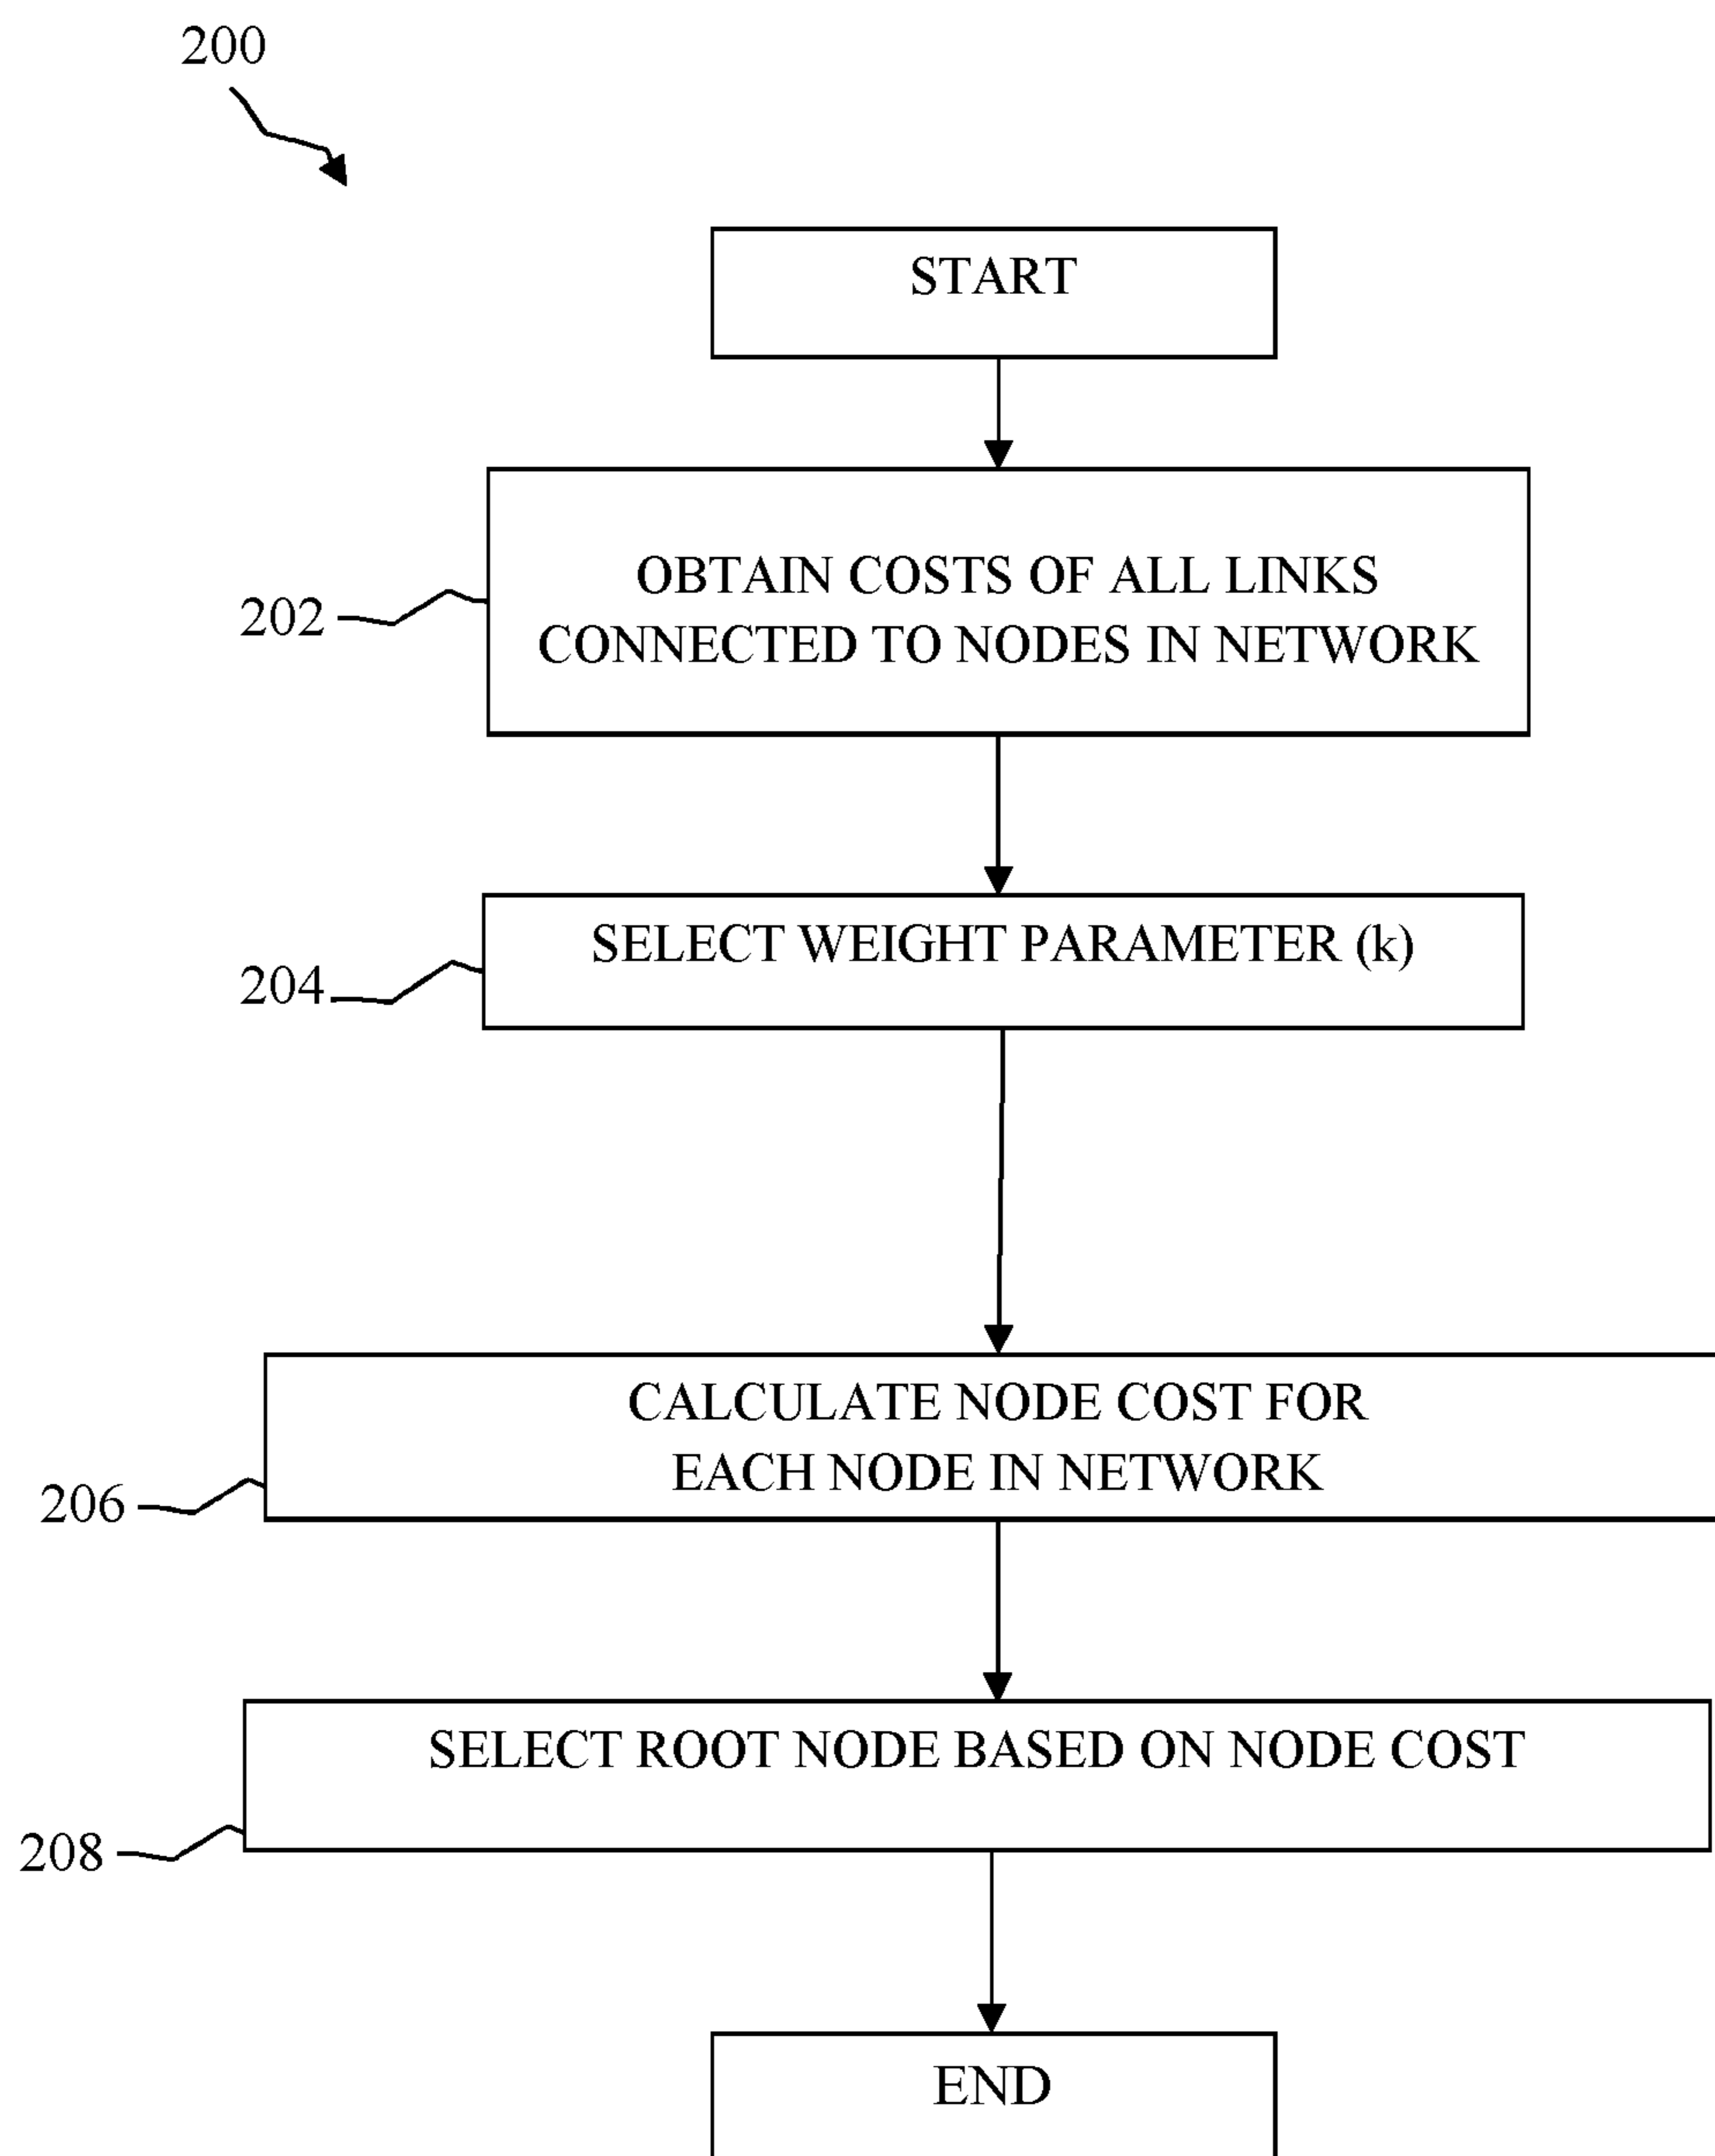 200
START
OBTAIN COSTS OF ALL LINKS
CONNECTED TO NODES IN NETWORK
202
SELECT WEIGHT PARAMETER (k)
204
CALCULATE NODE COST FOR
EACH NODE IN NETWORK
206
SELECT ROOT NODE BASED ON NODE COST
208
END